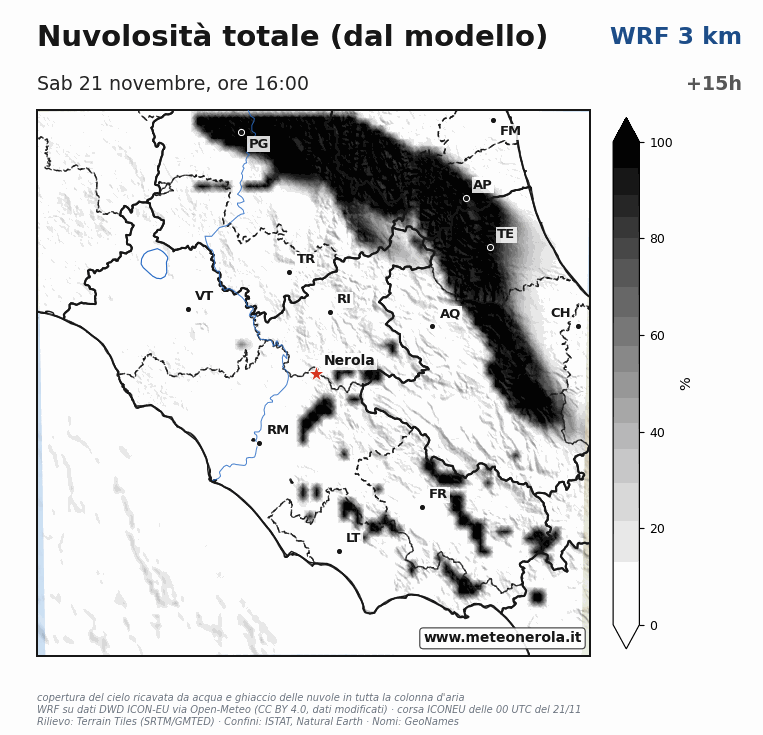 Nuvolosità totale (dal modello)
WRF 3 km
Sab 21 novembre, ore 16:00
+15h
FM
PG
AP
TE
TR
VT
RI
AQ
CH
Nerola
RM
FR
LT
www.meteonerola.it
100
80
60
40
20
0
%
copertura del cielo ricavata da acqua e ghiaccio delle nuvole in tutta la colonna d'aria
WRF su dati DWD ICON-EU via Open-Meteo (CC BY 4.0, dati modificati) · corsa ICONEU delle 00 UTC del 21/11
Rilievo: Terrain Tiles (SRTM/GMTED) · Confini: ISTAT, Natural Earth · Nomi: GeoNames